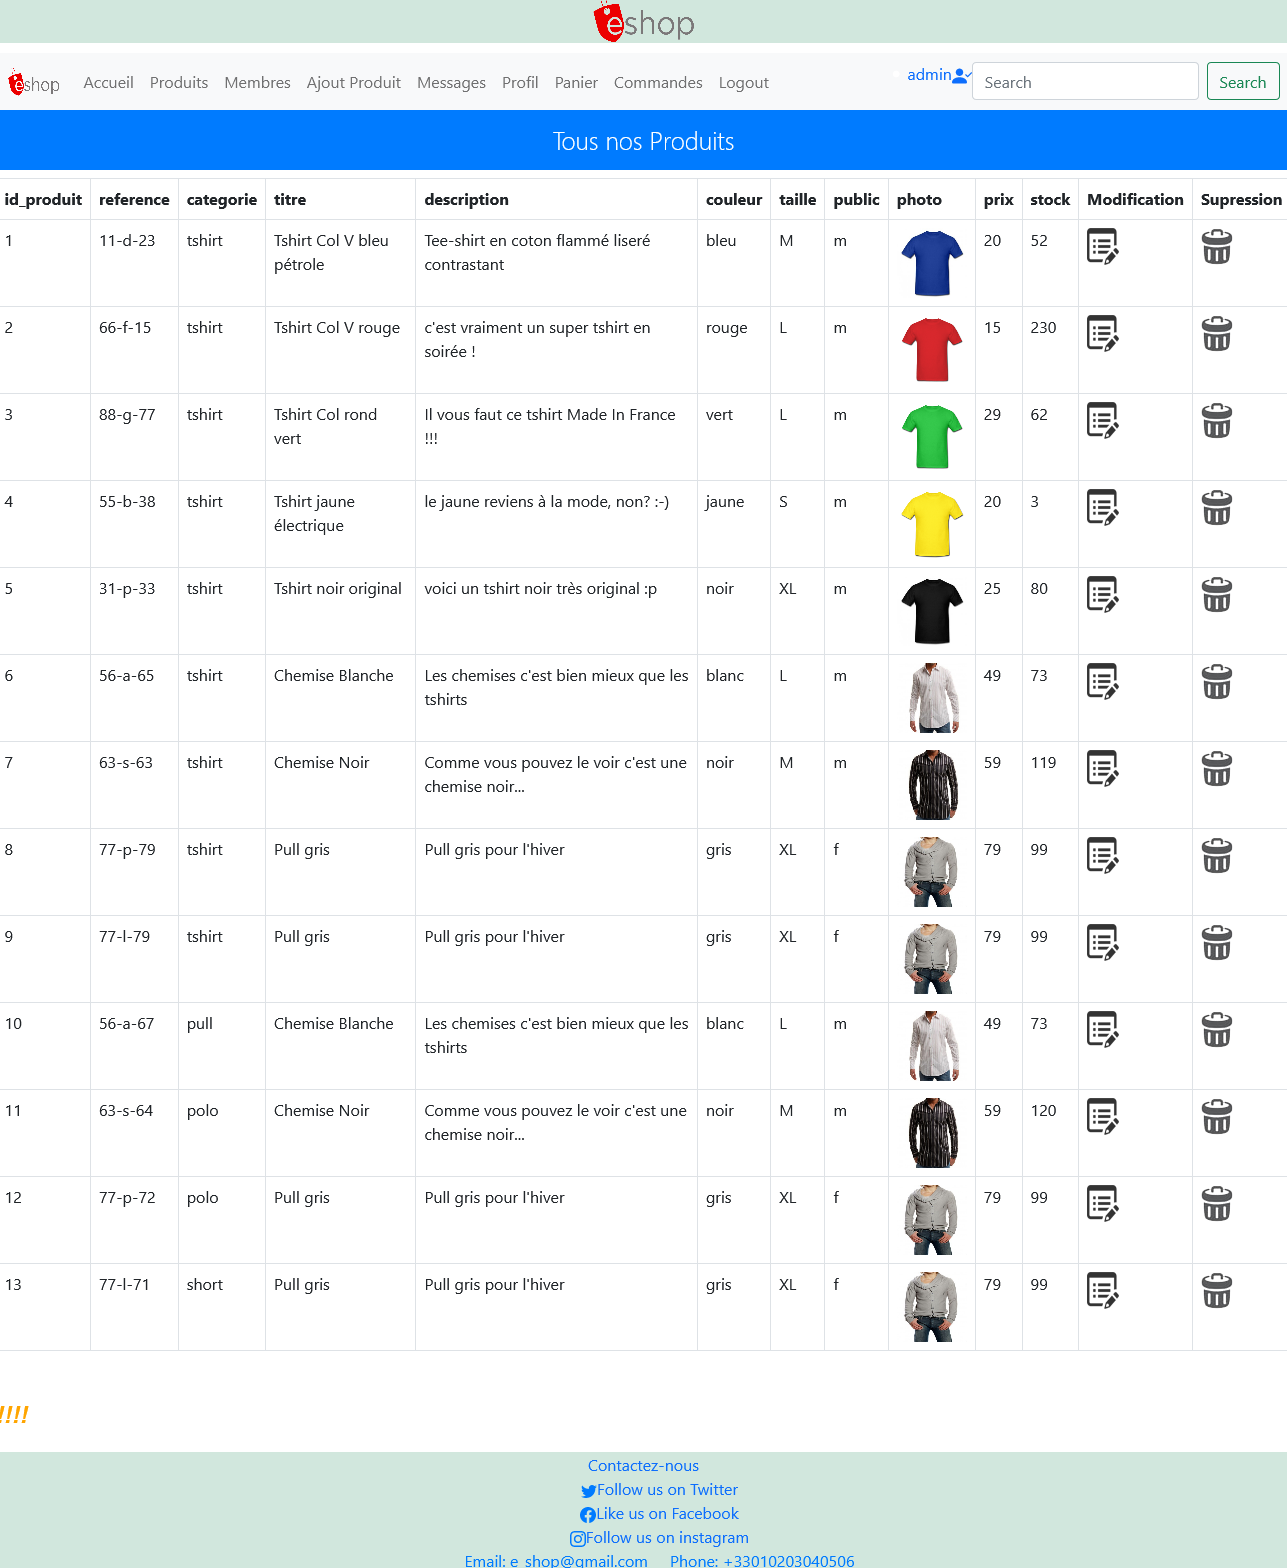 eshop
eshop Accueil Produits Membres Ajout Produit Messages Profil Panier Commandes Logout admin Search Search
Tous nos Produits
id_produit reference categorie titre description couleur taille public photo prix stock Modification Supression
1 11-d-23 tshirt Tshirt Col V bleu pétrole Tee-shirt en coton flammé liseré contrastant bleu M m 20 52
2 66-f-15 tshirt Tshirt Col V rouge c'est vraiment un super tshirt en soirée ! rouge L m 15 230
3 88-g-77 tshirt Tshirt Col rond vert Il vous faut ce tshirt Made In France !!! vert L m 29 62
4 55-b-38 tshirt Tshirt jaune électrique le jaune reviens à la mode, non? :-) jaune S m 20 3
5 31-p-33 tshirt Tshirt noir original voici un tshirt noir très original :p noir XL m 25 80
6 56-a-65 tshirt Chemise Blanche Les chemises c'est bien mieux que les tshirts blanc L m 49 73
7 63-s-63 tshirt Chemise Noir Comme vous pouvez le voir c'est une chemise noir... noir M m 59 119
8 77-p-79 tshirt Pull gris Pull gris pour l'hiver gris XL f 79 99
9 77-l-79 tshirt Pull gris Pull gris pour l'hiver gris XL f 79 99
10 56-a-67 pull Chemise Blanche Les chemises c'est bien mieux que les tshirts blanc L m 49 73
11 63-s-64 polo Chemise Noir Comme vous pouvez le voir c'est une chemise noir... noir M m 59 120
12 77-p-72 polo Pull gris Pull gris pour l'hiver gris XL f 79 99
13 77-l-71 short Pull gris Pull gris pour l'hiver gris XL f 79 99
!!!!
Contactez-nous
Follow us on Twitter
Like us on Facebook
Follow us on instagram
Email: e_shop@gmail.com Phone: +33010203040506